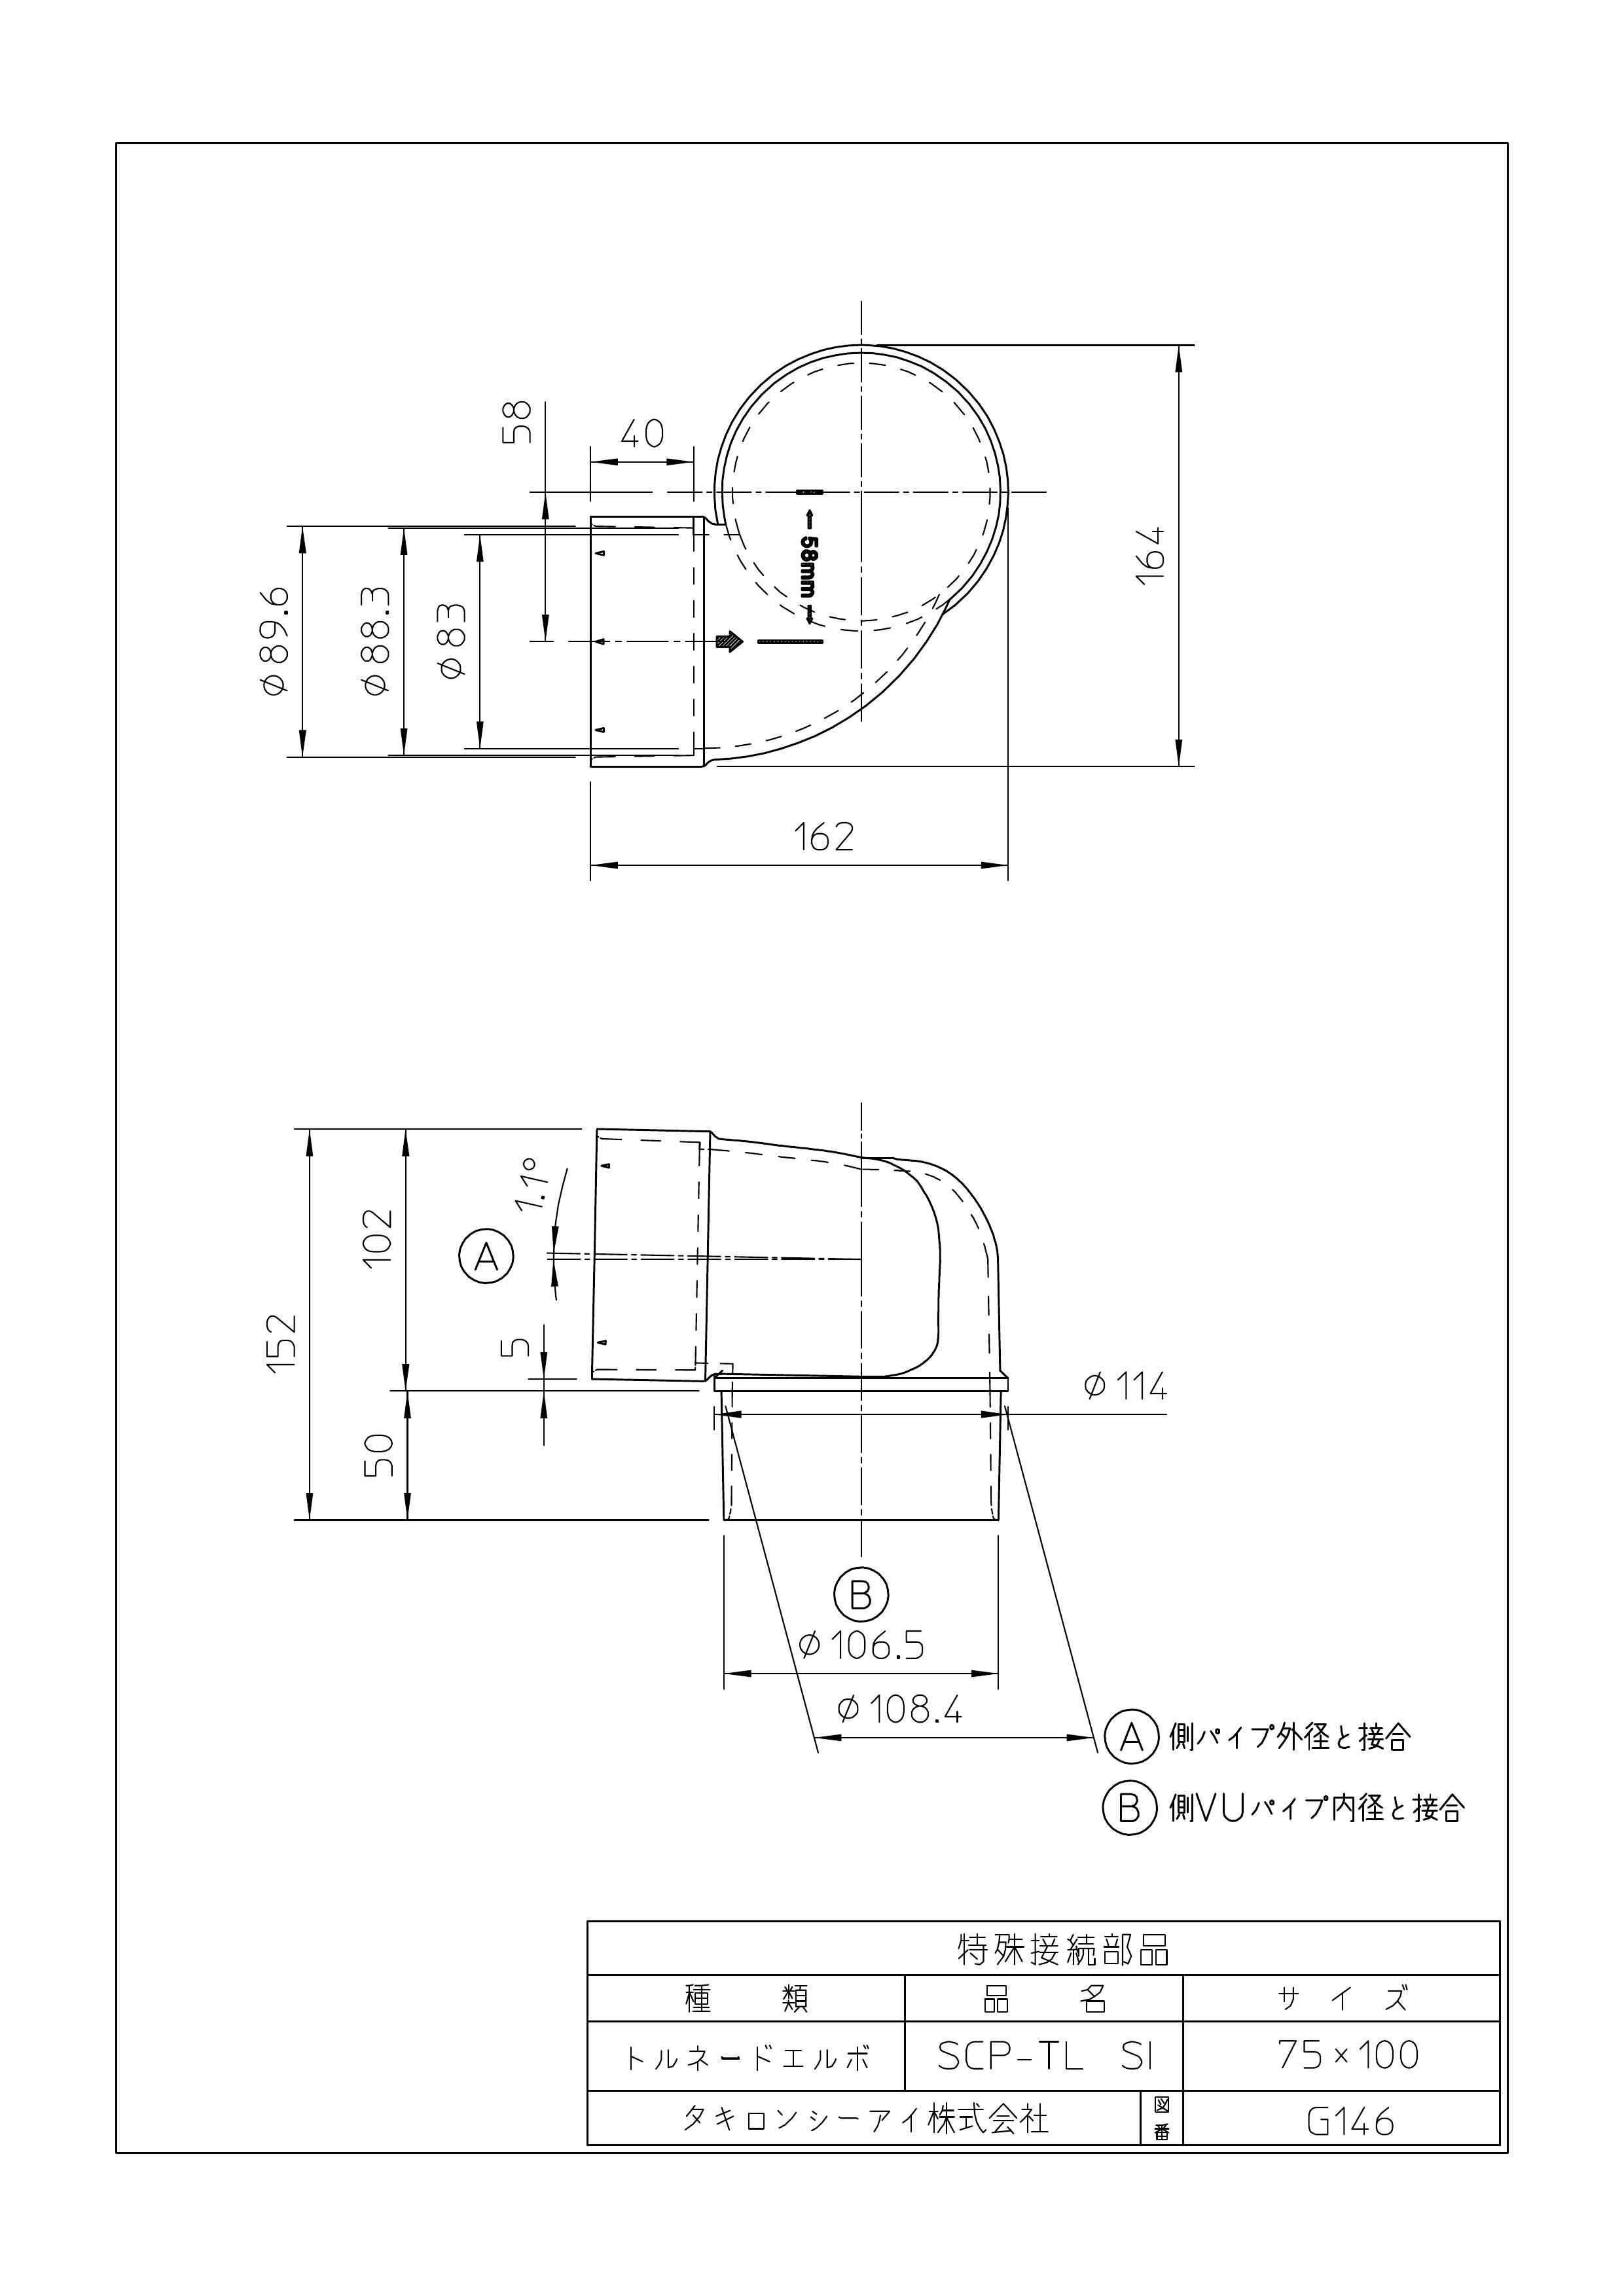 58
40
58mm
164
φ89.6
φ88.3
φ83
162
1.1°
102
A
152
5
φ114
50
B
φ106.5
φ108.4
A 側パイプ外径と接合
B 側VUパイプ内径と接合
特殊接続部品
種 類 品 名 サイズ
トルネードエルボ SCP-TL SI 75×100
タキロンシーアイ株式会社 図番 G146